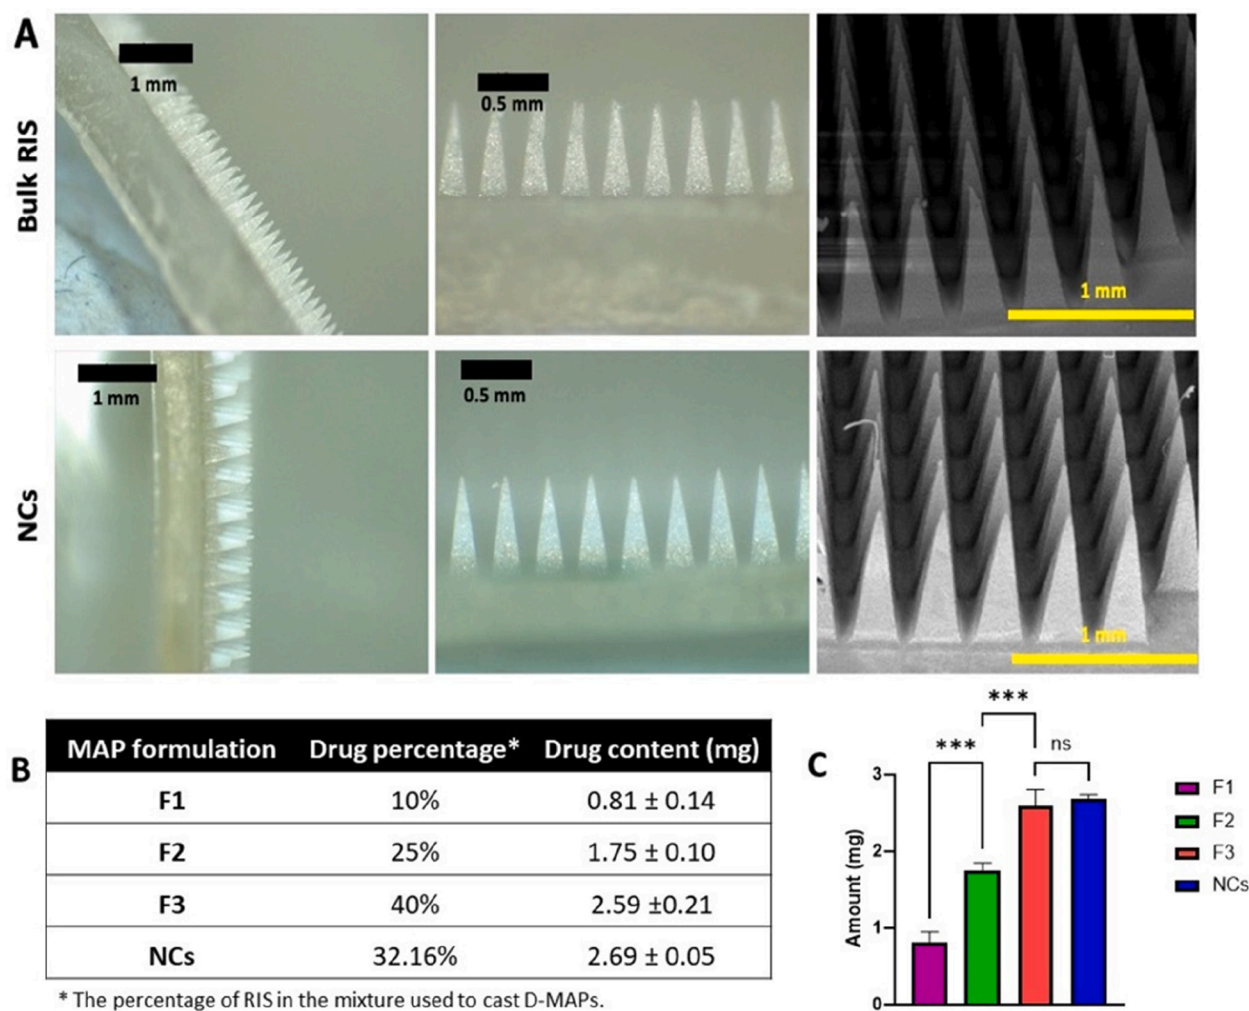 A
Bulk RIS
1 mm
0.5 mm
1 mm
NCs
1 mm
0.5 mm
1 mm
B
MAP formulation Drug percentage* Drug content (mg)
F1 10% 0.81 ± 0.14
F2 25% 1.75 ± 0.10
F3 40% 2.59 ±0.21
NCs 32.16% 2.69 ± 0.05
* The percentage of RIS in the mixture used to cast D-MAPs.
C
***
*** ns
Amount (mg)
3
2
1
0
F1
F2
F3
NCs